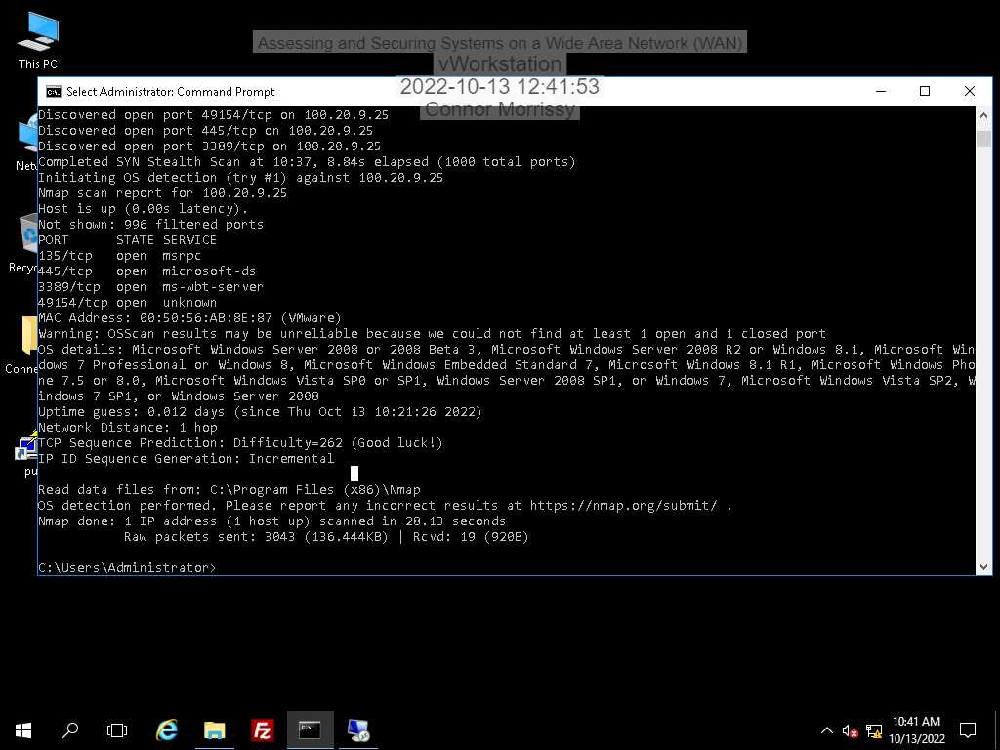 Assessing and Securing Systems on a Wide Area Network (WAN)
vWorkstation
2022-10-13 12:41:53
Connor Morrissy
This PC
Netw
Recyc
Conne
pu
Select Administrator: Command Prompt
Discovered open port 49154/tcp on 100.20.9.25
Discovered open port 445/tcp on 100.20.9.25
Discovered open port 3389/tcp on 100.20.9.25
Completed SYN Stealth Scan at 10:37, 8.84s elapsed (1000 total ports)
Initiating OS detection (try #1) against 100.20.9.25
Nmap scan report for 100.20.9.25
Host is up (0.00s latency).
Not shown: 996 filtered ports
PORT      STATE SERVICE
135/tcp   open  msrpc
445/tcp   open  microsoft-ds
3389/tcp  open  ms-wbt-server
49154/tcp open  unknown
MAC Address: 00:50:56:AB:8E:87 (VMware)
Warning: OSScan results may be unreliable because we could not find at least 1 open and 1 closed port
OS details: Microsoft Windows Server 2008 or 2008 Beta 3, Microsoft Windows Server 2008 R2 or Windows 8.1, Microsoft Win
dows 7 Professional or Windows 8, Microsoft Windows Embedded Standard 7, Microsoft Windows 8.1 R1, Microsoft Windows Pho
ne 7.5 or 8.0, Microsoft Windows Vista SP0 or SP1, Windows Server 2008 SP1, or Windows 7, Microsoft Windows Vista SP2, W
indows 7 SP1, or Windows Server 2008
Uptime guess: 0.012 days (since Thu Oct 13 10:21:26 2022)
Network Distance: 1 hop
TCP Sequence Prediction: Difficulty=262 (Good luck!)
IP ID Sequence Generation: Incremental
Read data files from: C:\Program Files (x86)\Nmap
OS detection performed. Please report any incorrect results at https://nmap.org/submit/ .
Nmap done: 1 IP address (1 host up) scanned in 28.13 seconds
Raw packets sent: 3043 (136.444KB) | Rcvd: 19 (920B)
C:\Users\Administrator>
10:41 AM
10/13/2022